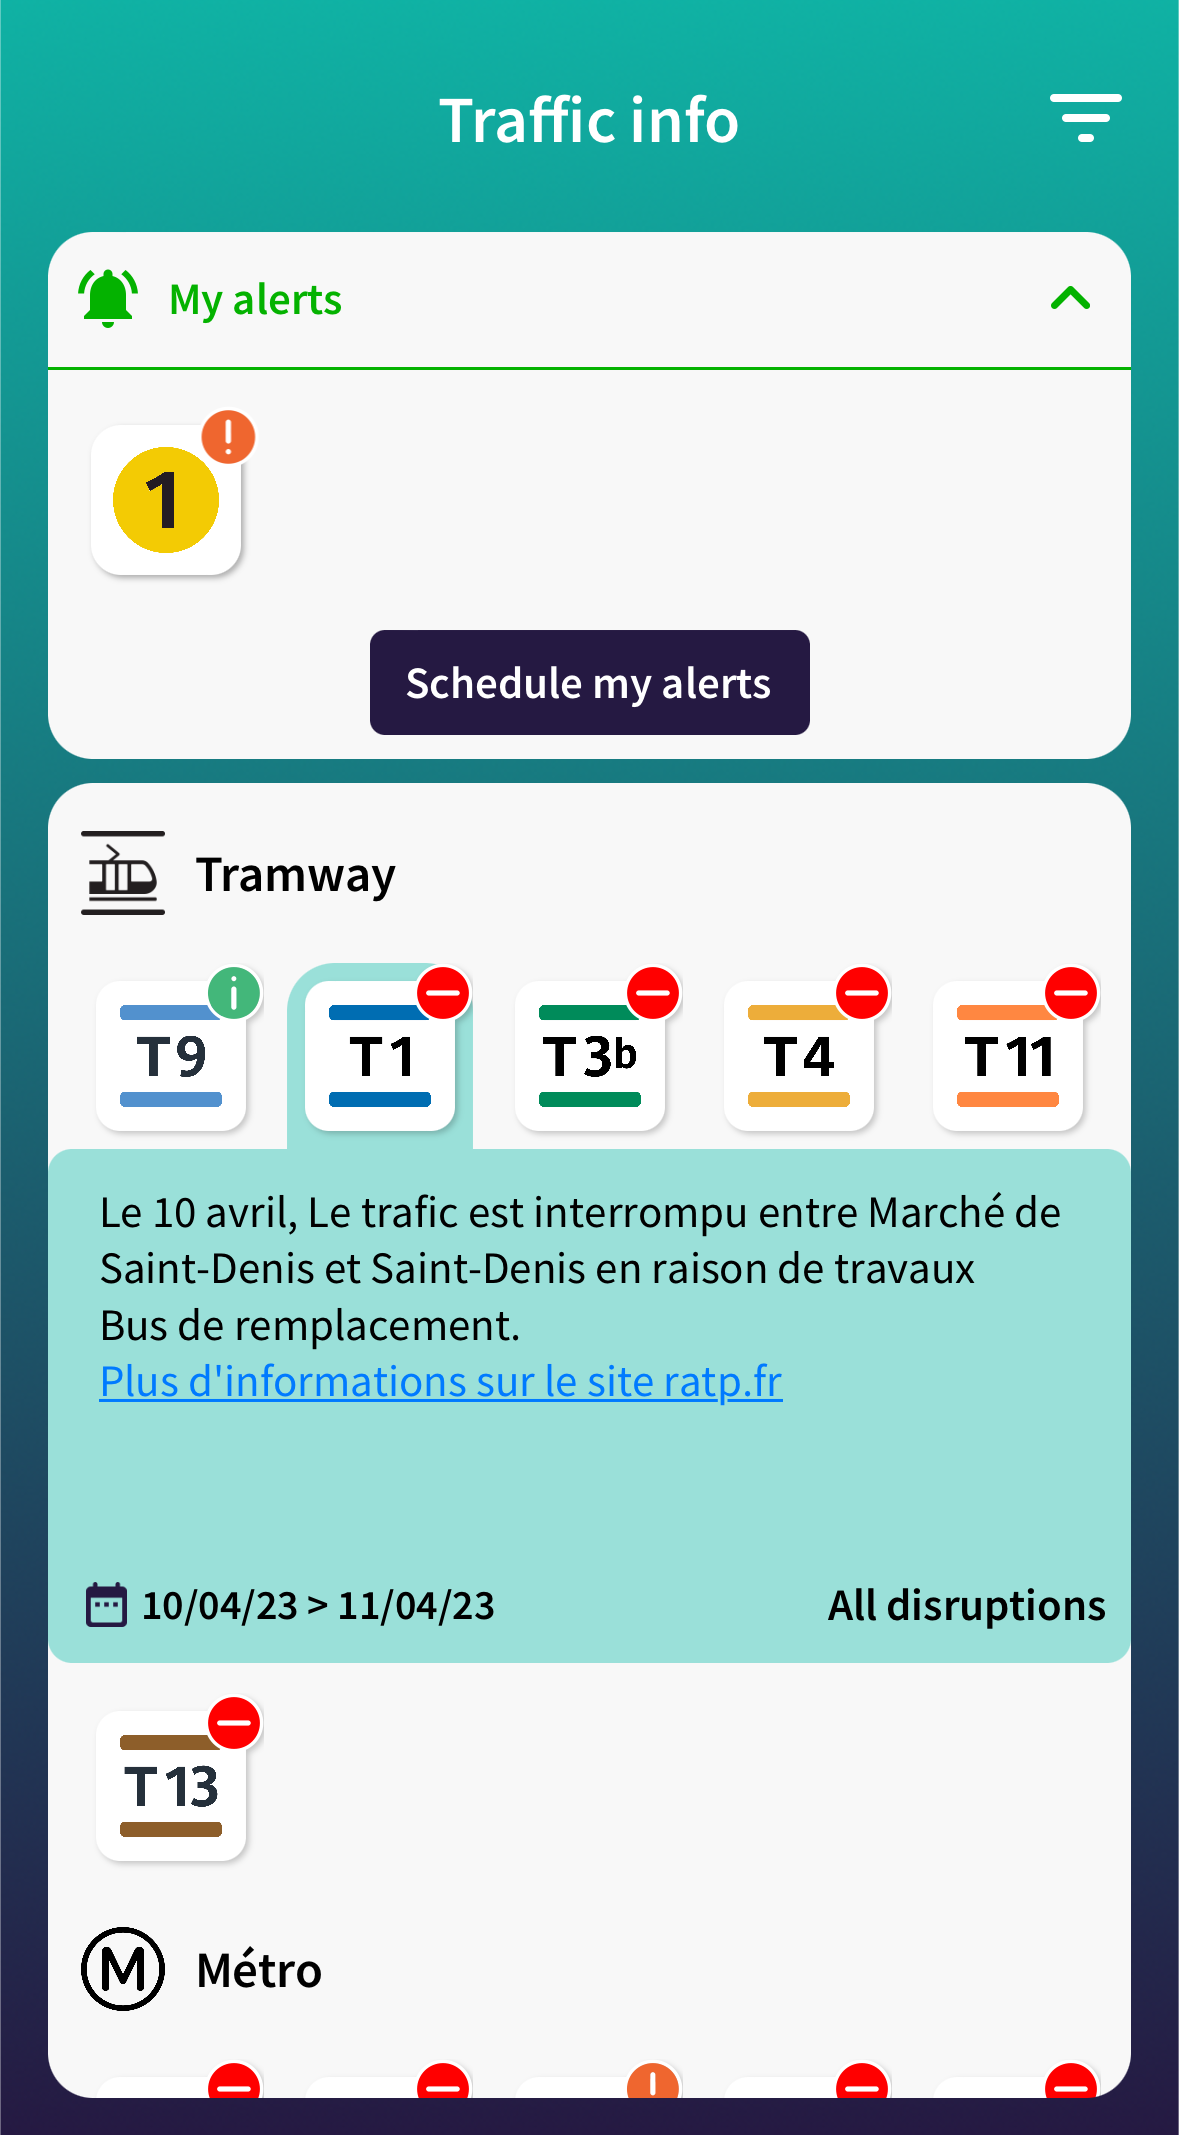 Traffic info
My alerts
1
Schedule my alerts
Tramway
T9 T1 T3b T4 T11
Le 10 avril, Le trafic est interrompu entre Marché de
Saint-Denis et Saint-Denis en raison de travaux
Bus de remplacement.
Plus d'informations sur le site ratp.fr
10/04/23 > 11/04/23 All disruptions
T13
M Métro